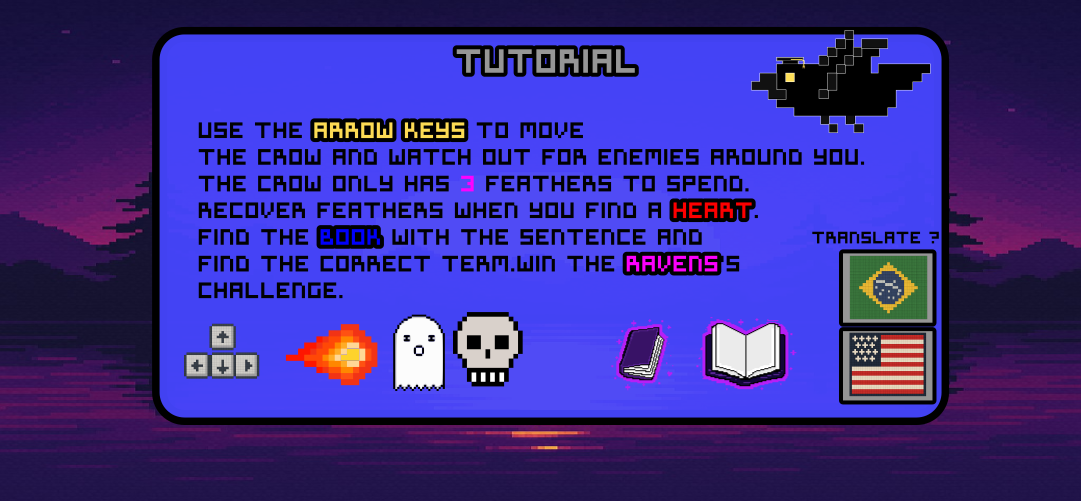 TUTORIAL
USE THE ARROW KEYS TO MOVE
THE CROW AND WATCH OUT FOR ENEMIES AROUND YOU.
THE CROW ONLY HAS 3 FEATHERS TO SPEND.
RECOVER FEATHERS WHEN YOU FIND A HEART.
FIND THE BOOK WITH THE SENTENCE AND
FIND THE CORRECT TERM.WIN THE RAVENS'S
CHALLENGE.
TRANSLATE ?